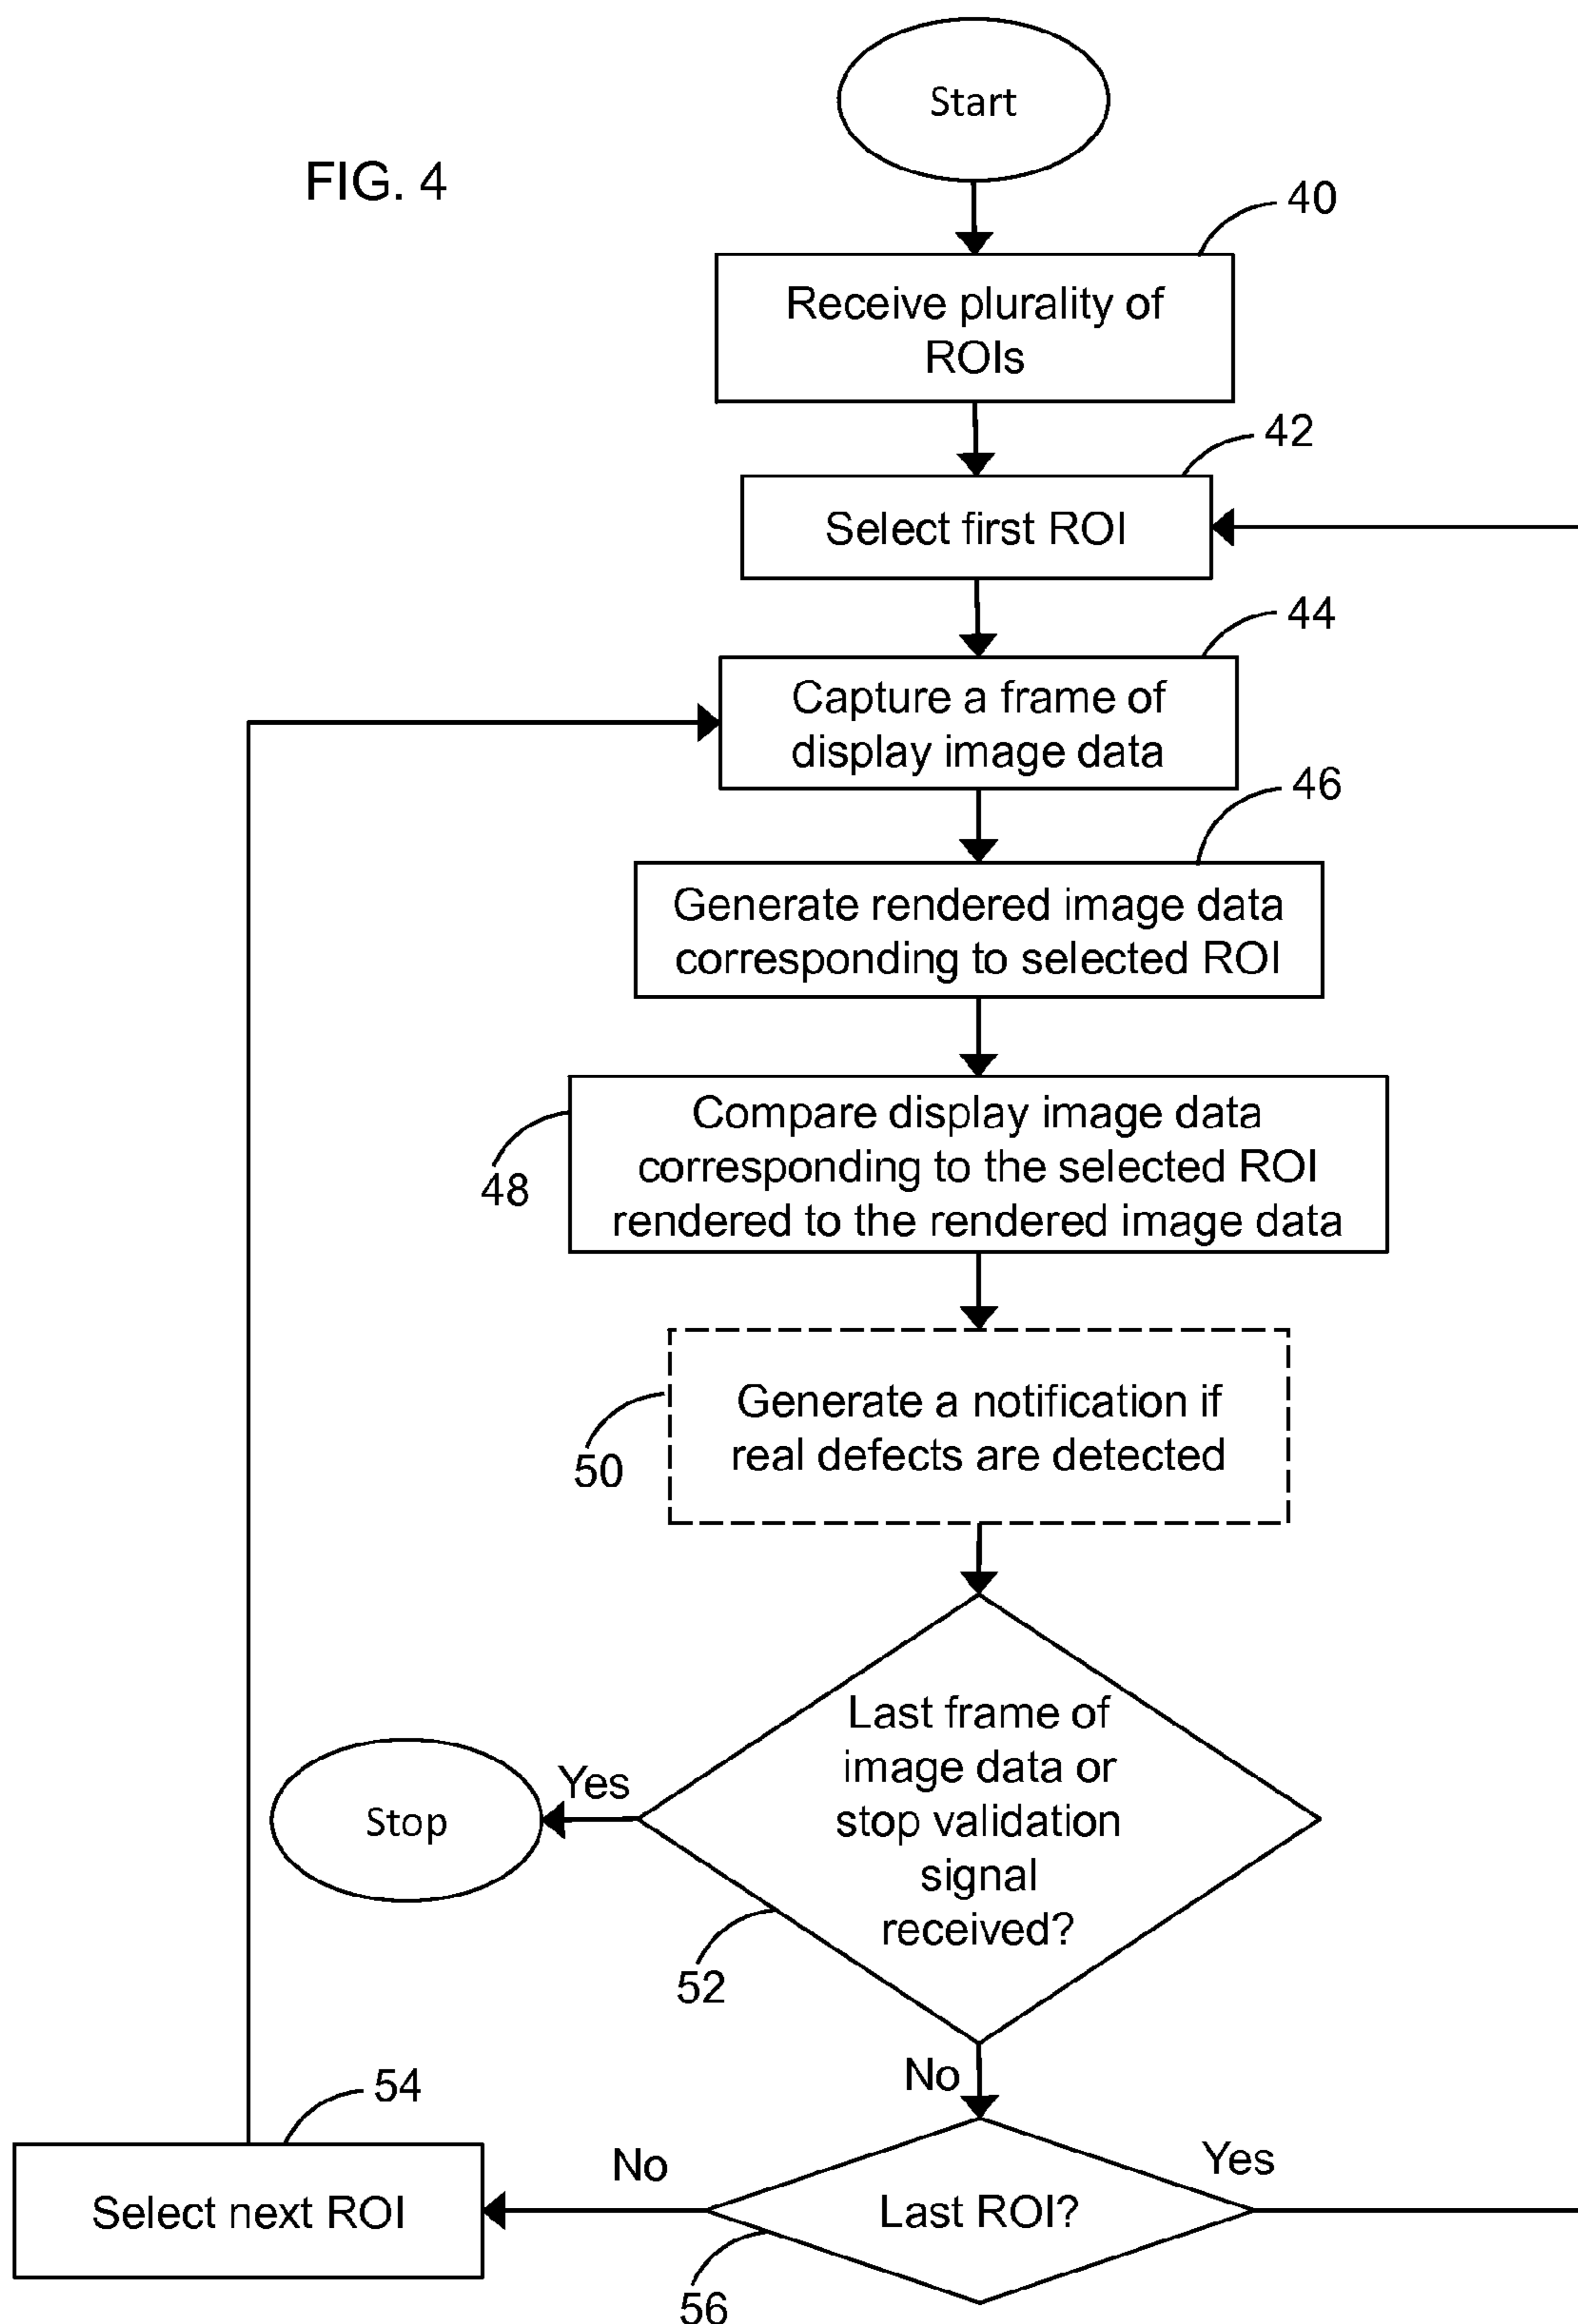 Start
FIG. 4
40
Receive plurality of
ROIs
42
Select first ROI
44
Capture a frame of
display image data
46
Generate rendered image data
corresponding to selected ROI
Compare display image data
corresponding to the selected ROI
rendered to the rendered image data
48
Generate a notification if
real defects are detected
50
Last frame of
image data or
stop validation
signal
received?
Yes
Stop
52
No
54
Select next ROI
No
Last ROI?
Yes
56